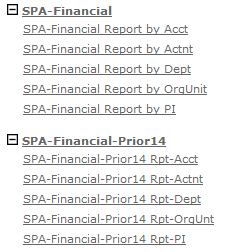 SPA-Financial
SPA-Financial Report by Acct
SPA-Financial Report by Actnt
SPA-Financial Report by Dept
SPA-Financial Report by OrgUnit
SPA-Financial Report by PI
SPA-Financial-Prior14
SPA-Financial-Prior14 Rpt-Acct
SPA-Financial-Prior14 Rpt-Actnt
SPA-Financial-Prior14 Rpt-Dept
SPA-Financial-Prior14 Rpt-OrgUnt
SPA-Financial-Prior14 Rpt-PI